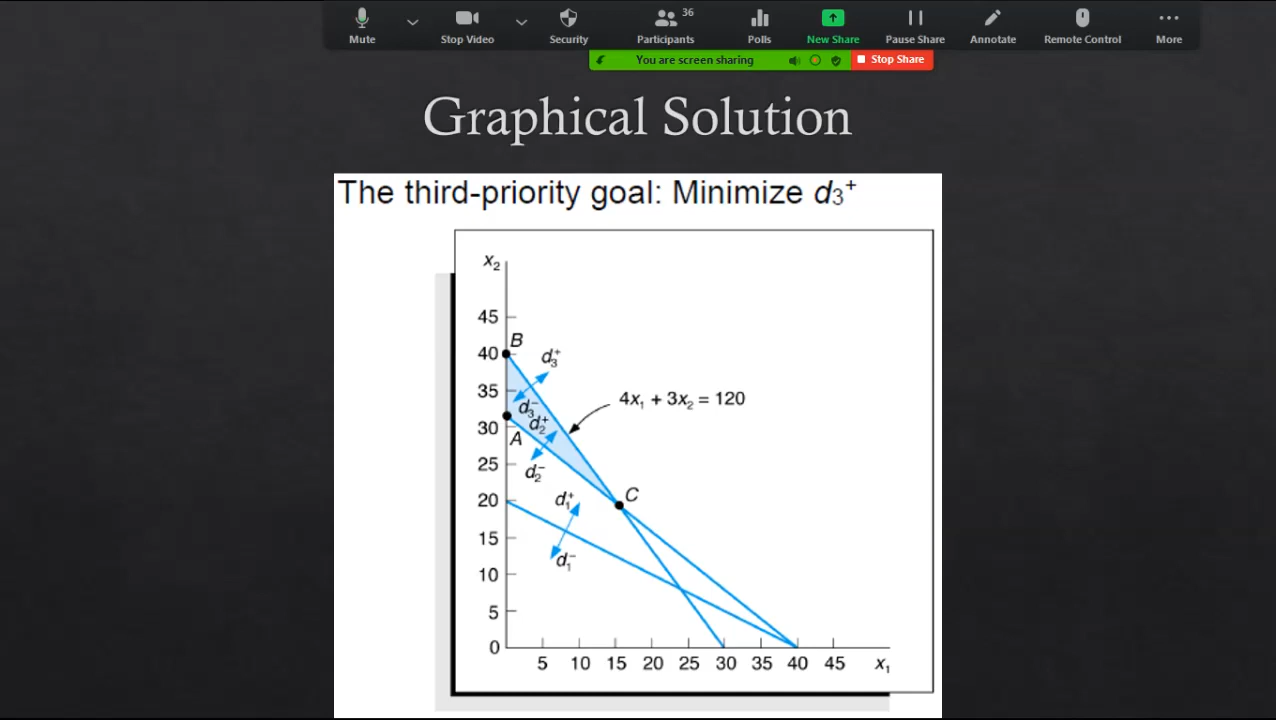 Mute
Stop Video
Security
36
Participants
Polls
New Share
Pause Share
Annotate
Remote Control
More
You are screen sharing
Stop Share
Graphical Solution
The third-priority goal: Minimize d₃⁺
x₂
45
B
40
d₃⁺
35
4x₁ + 3x₂ = 120
d₃⁻
d₂⁺
30
A
25
d₂⁻
C
20
d₁⁺
15
d₁⁻
10
5
0
5 10 15 20 25 30 35 40 45 x₁